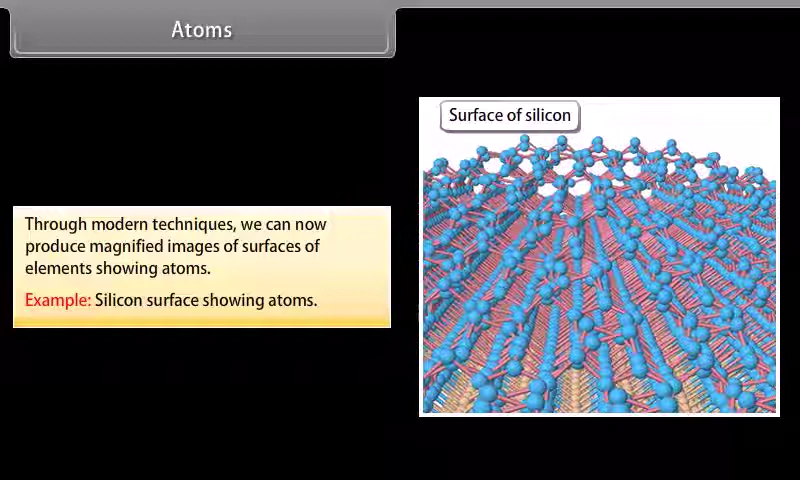 Atoms
Surface of silicon
Through modern techniques, we can now
produce magnified images of surfaces of
elements showing atoms.
Example: Silicon surface showing atoms.